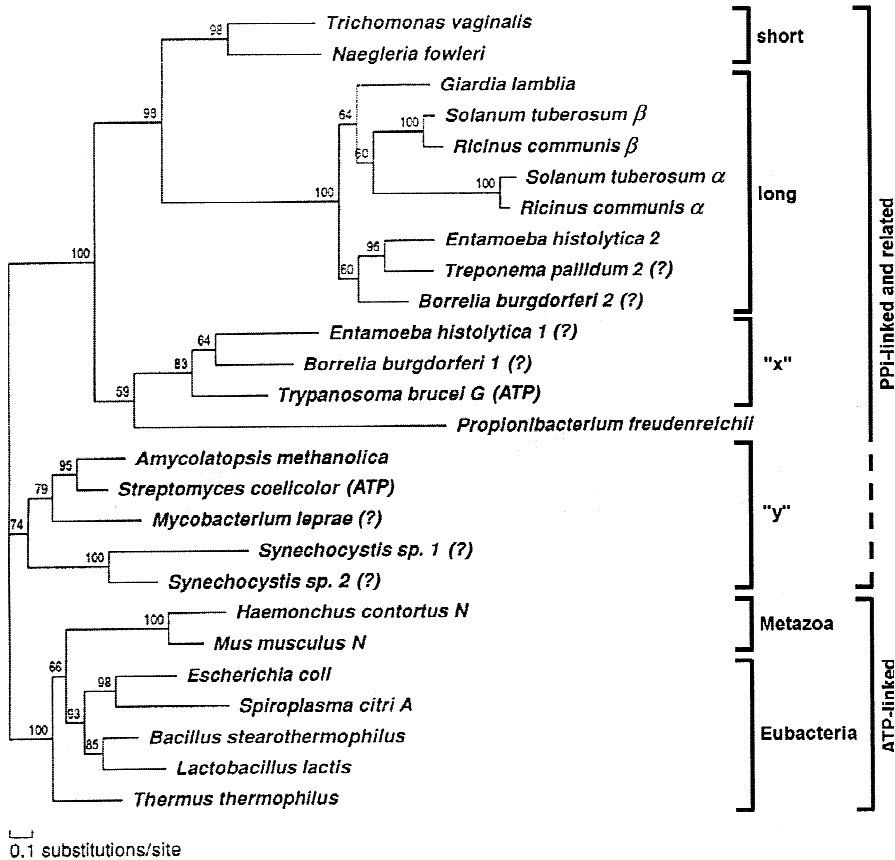 98
Trichomonas vaginalis
Naegleria fowleri
short
98
Giardia lamblia
64
Solanum tuberosum β
100
Ricinus communis β
60
Solanum tuberosum α
100
Ricinus communis α
100
long
Entamoeba histolytica 2
96
Treponema pallidum 2 (?)
60
Borrelia burgdorferi 2 (?)
100
Entamoeba histolytica 1 (?)
64
Borrelia burgdorferi 1 (?)
83
Trypanosoma brucei G (ATP)
59
Propionibacterium freudenreichii
"x"
PPi-linked and related
Amycolatopsis methanolica
95
Streptomyces coelicolor (ATP)
79
Mycobacterium leprae (?)
74
Synechocystis sp. 1 (?)
100
Synechocystis sp. 2 (?)
"y"
Haemonchus contortus N
100
Mus musculus N
Metazoa
66
Escherichia coli
98
Spiroplasma citri A
93
Bacillus stearothermophilus
85
Lactobacillus lactis
100
Thermus thermophilus
Eubacteria
ATP-linked
0.1 substitutions/site